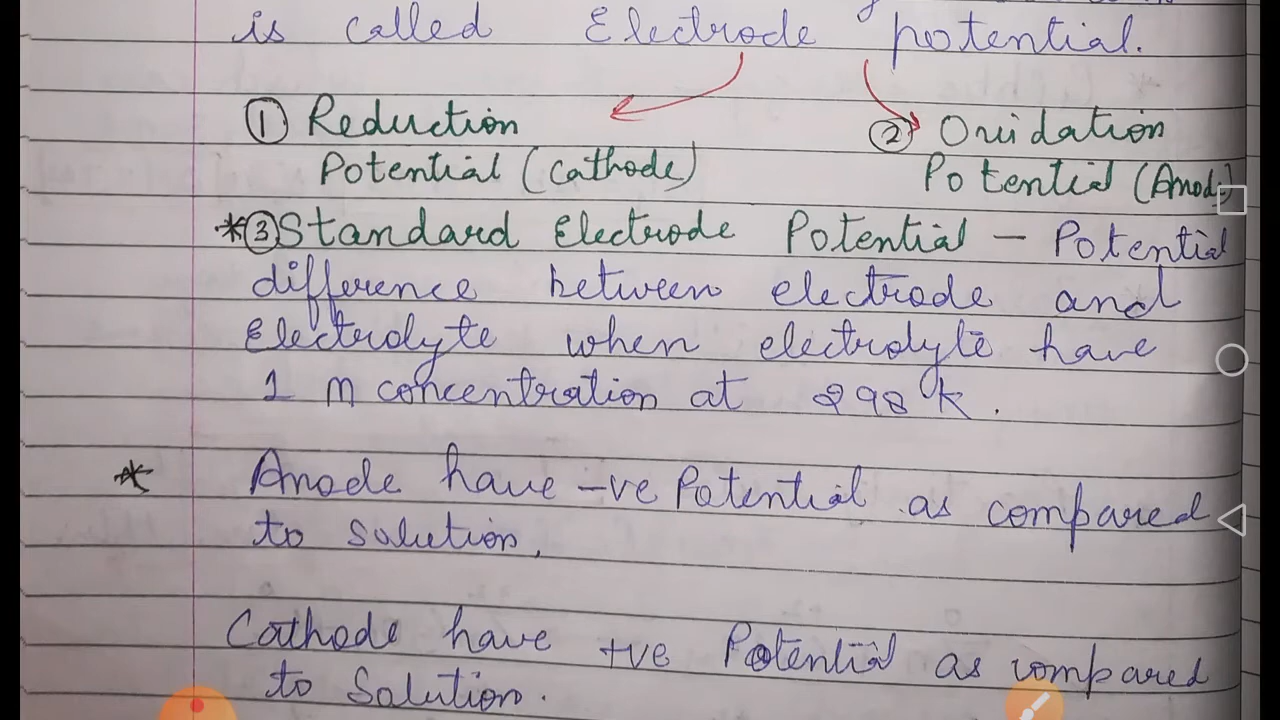 is called Electrode potential.
① Reduction
Potential (Cathode)
② Oxidation
Potential (Anode)
*③ Standard Electrode Potential – Potential
difference between electrode and
Electrolyte when electrolyte have
1 M concentration at 298 K.
* Anode have -ve Potential as compared
to solution,
Cathode have +ve Potential as compared
to Solution.